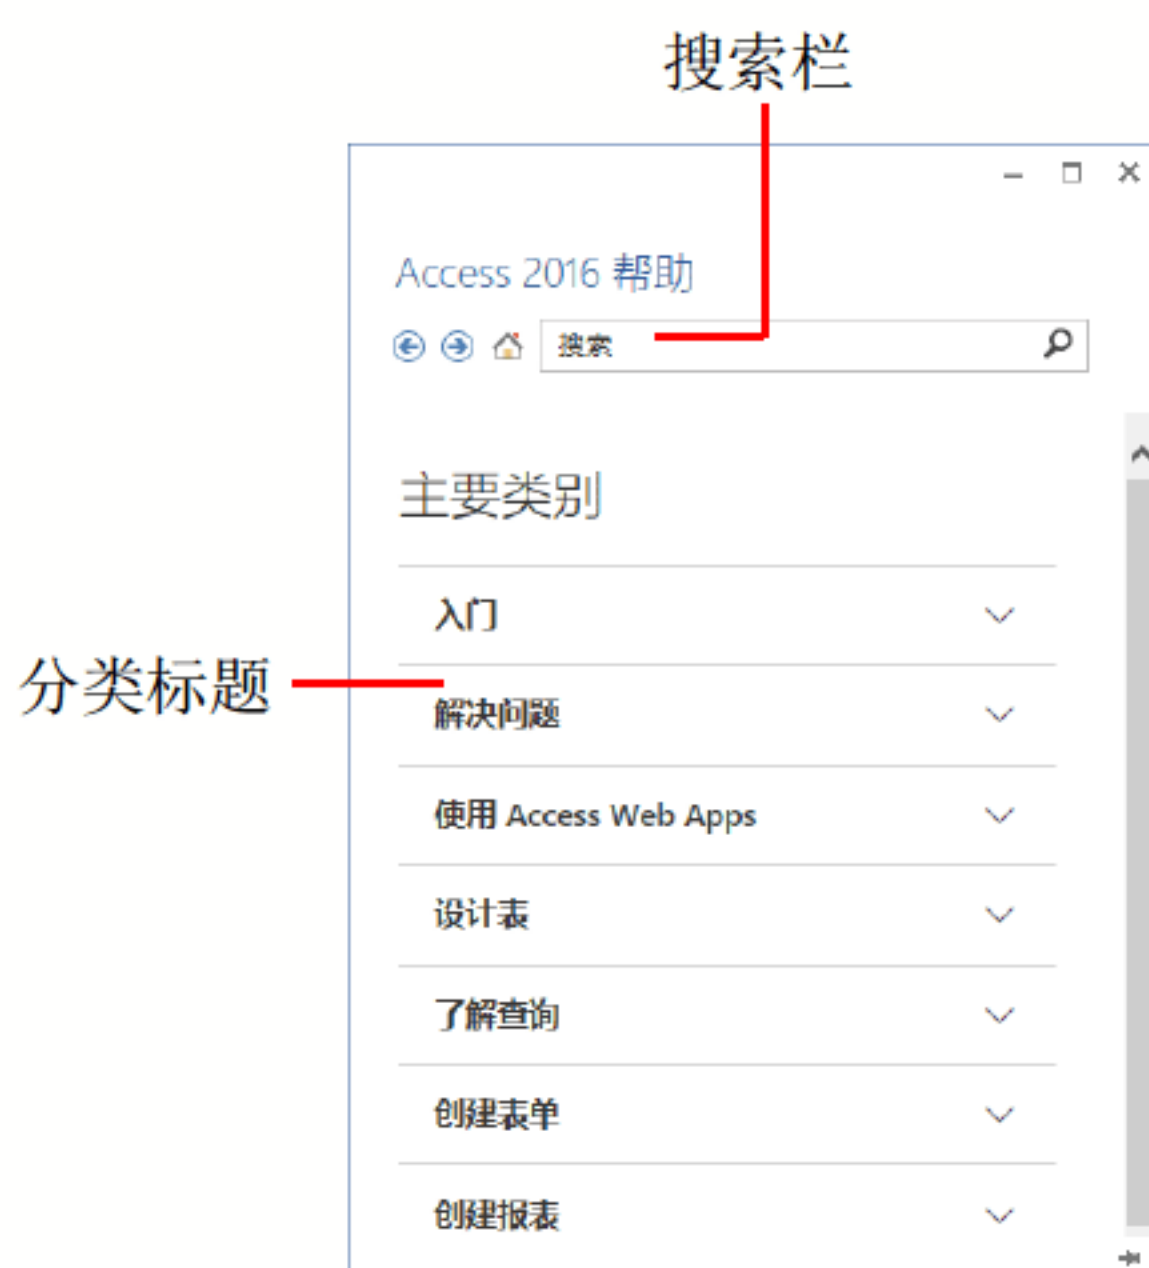 搜索栏
Access 2016 帮助
搜索
主要类别
入门
分类标题
解决问题
使用 Access Web Apps
设计表
了解查询
创建表单
创建报表